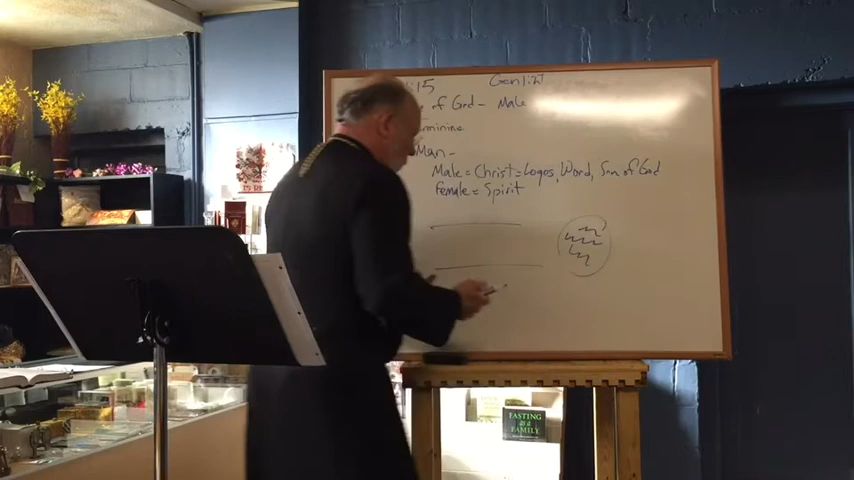 :15 Gen 1:
of God - Male
Feminine
Man -
Male = Christ = Logos, Word, Son of God
Female = Spirit
FASTING
as a
FAMILY